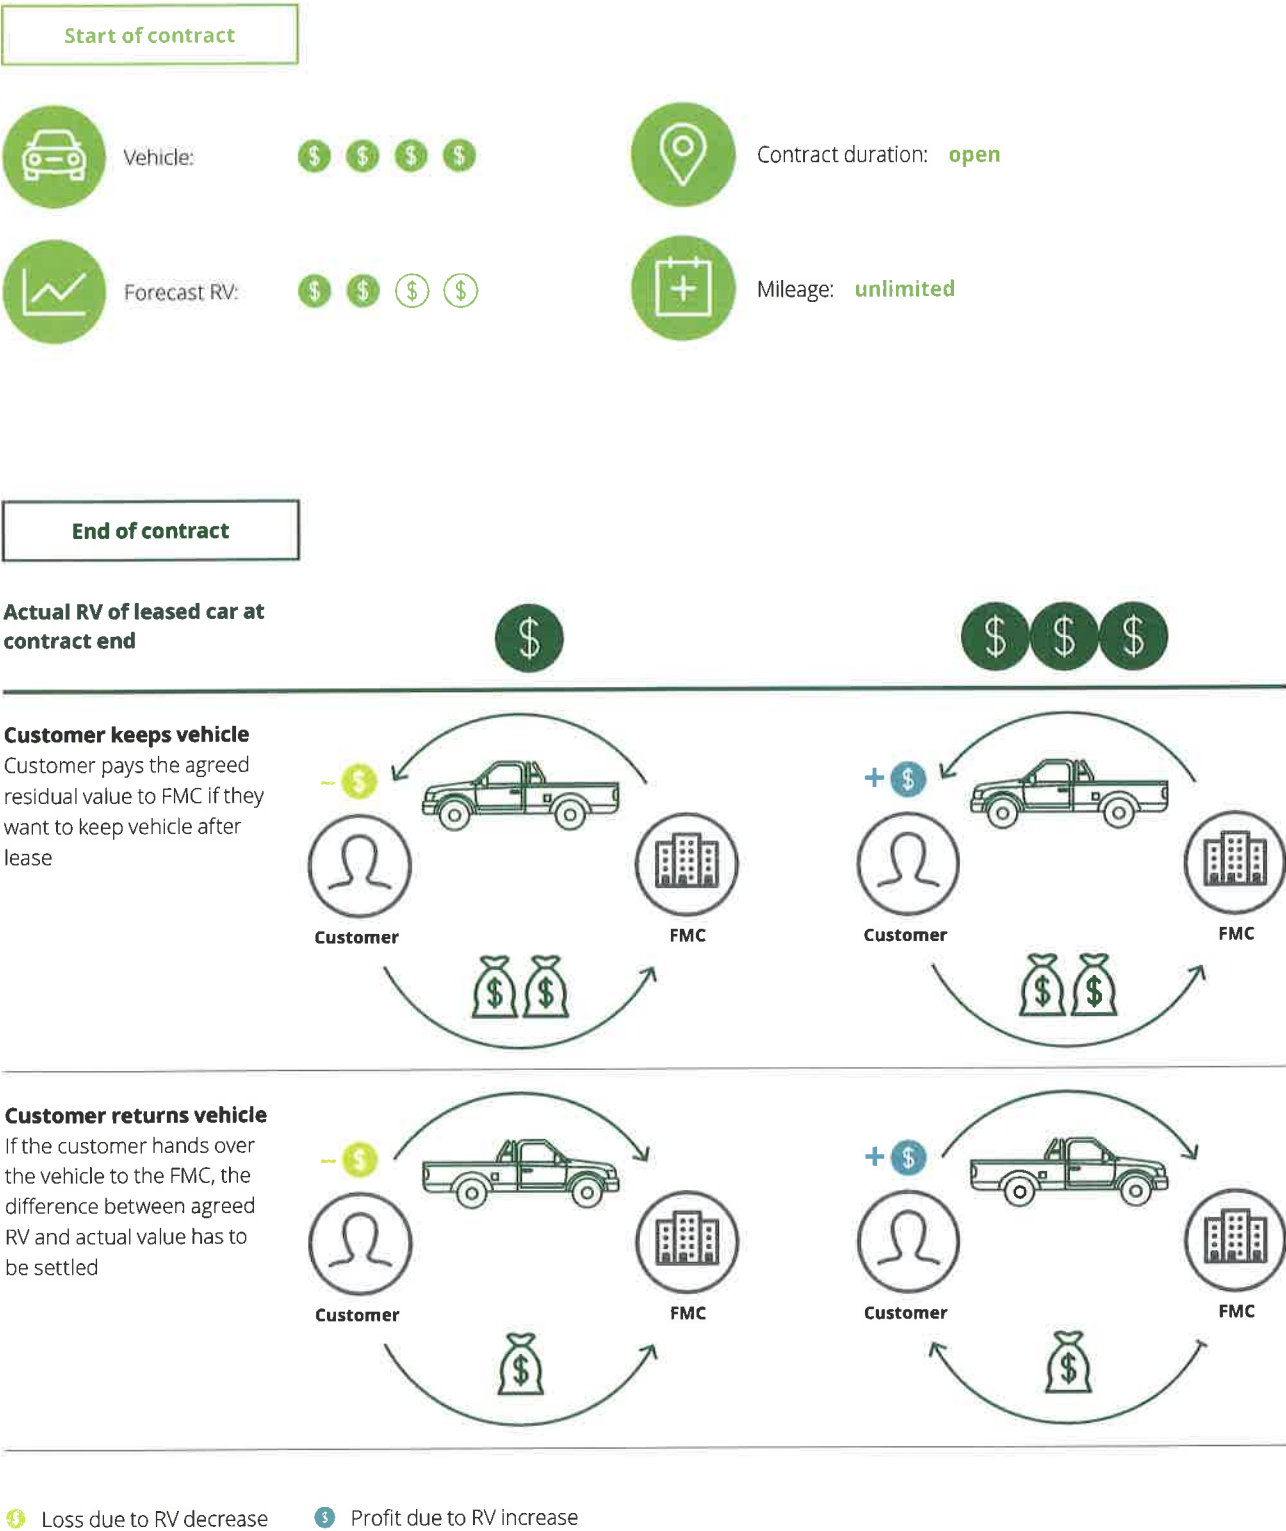 Start of contract
Vehicle: $ $ $ $
Contract duration: open
Forecast RV: $ $ $ $
Mileage: unlimited
End of contract
Actual RV of leased car at
contract end
$
$ $ $
Customer keeps vehicle
Customer pays the agreed
residual value to FMC if they
want to keep vehicle after
lease
- $
+ $
Customer
FMC
Customer
FMC
$ $
$ $
Customer returns vehicle
If the customer hands over
the vehicle to the FMC, the
difference between agreed
RV and actual value has to
be settled
- $
+ $
Customer
FMC
Customer
FMC
$
$
$ Loss due to RV decrease
$ Profit due to RV increase